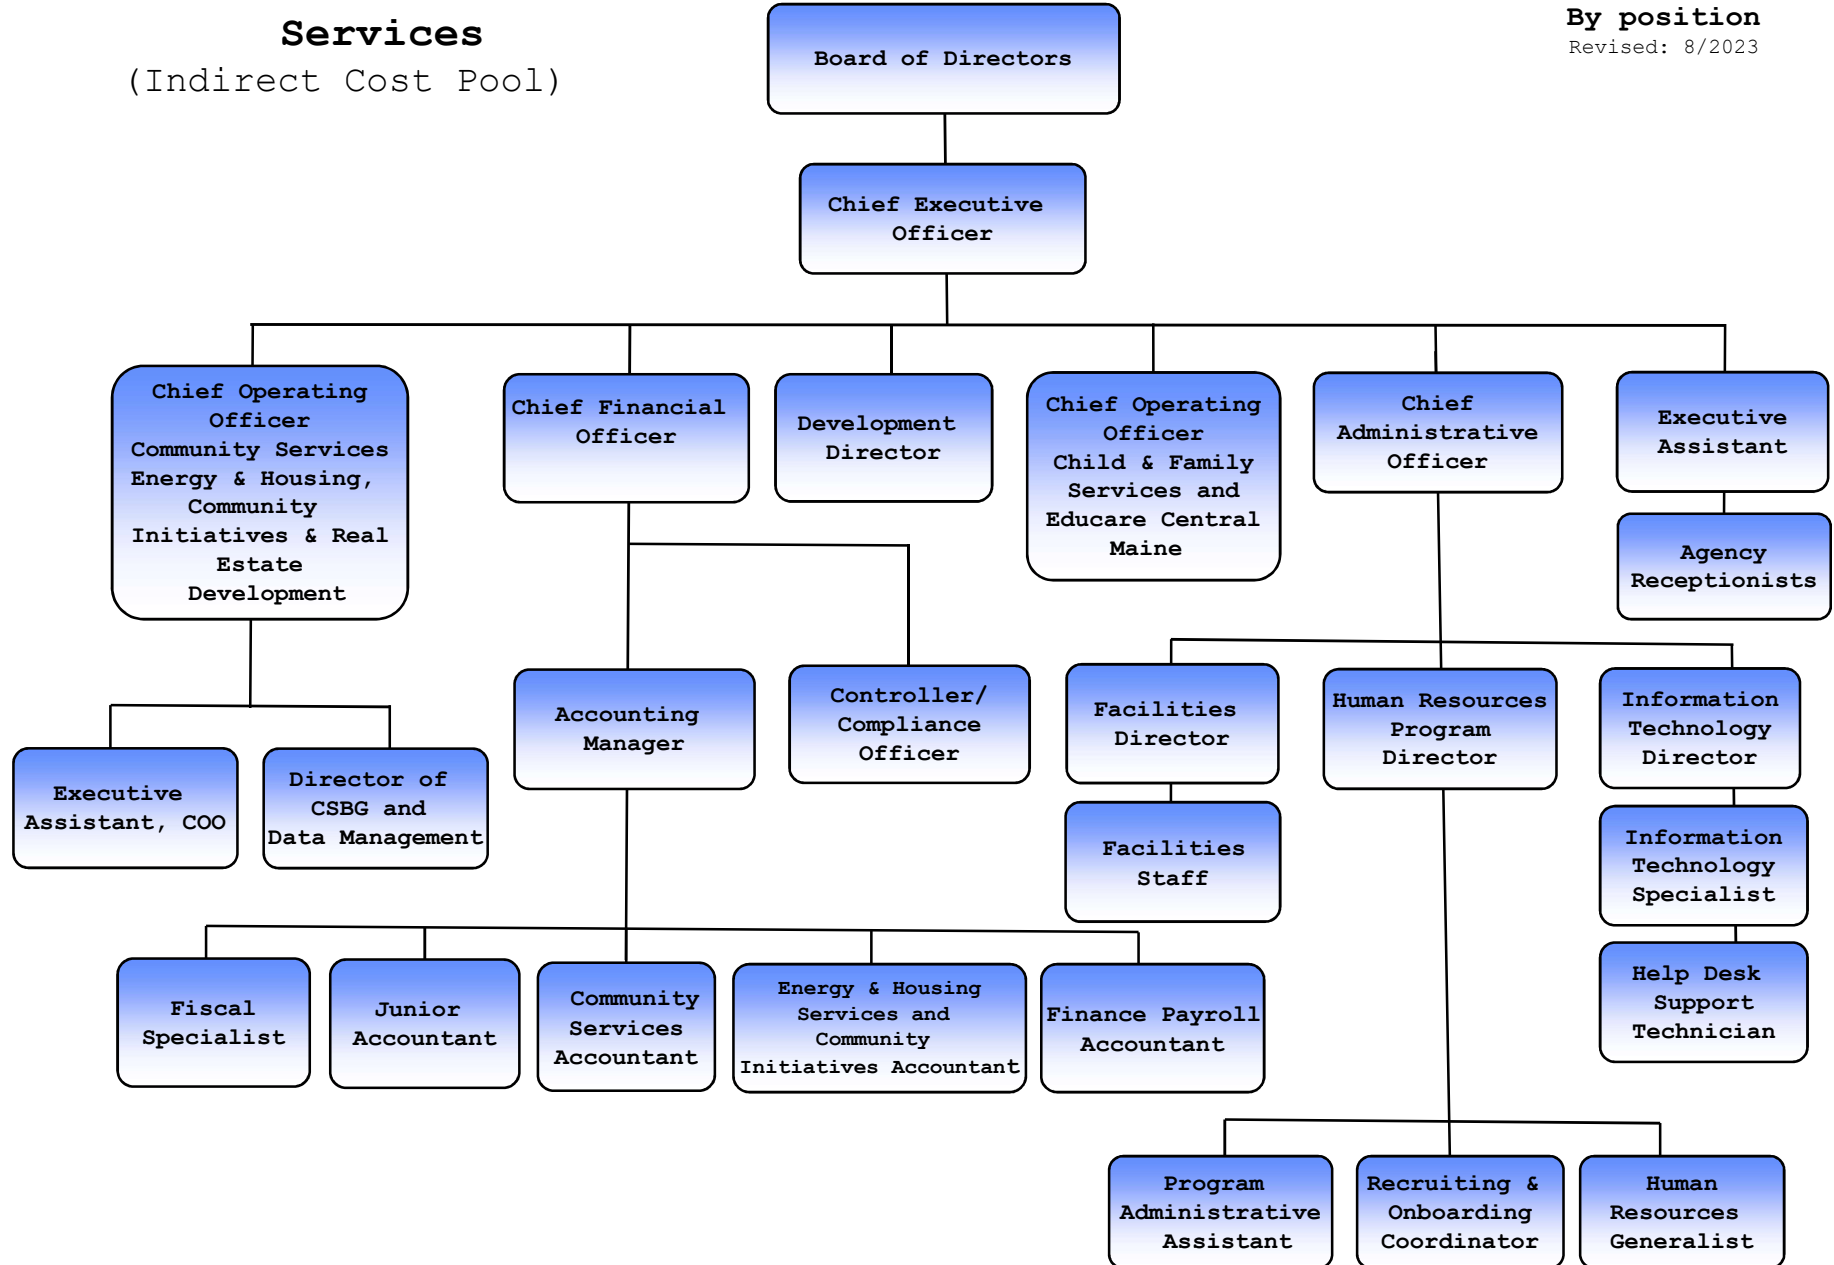 Services
(Indirect Cost Pool)
By position
Revised: 8/2023
Board of Directors
Chief Executive
Officer
Chief Operating
Officer
Community Services
Energy & Housing,
Community
Initiatives & Real
Estate
Development
Chief Financial
Officer
Development
Director
Chief Operating
Officer
Child & Family
Services and
Educare Central
Maine
Chief
Administrative
Officer
Executive
Assistant
Agency
Receptionists
Executive
Assistant, COO
Director of
CSBG and
Data Management
Accounting
Manager
Controller/
Compliance
Officer
Facilities
Director
Human Resources
Program
Director
Information
Technology
Director
Facilities
Staff
Information
Technology
Specialist
Help Desk
Support
Technician
Fiscal
Specialist
Junior
Accountant
Community
Services
Accountant
Energy & Housing
Services and
Community
Initiatives Accountant
Finance Payroll
Accountant
Program
Administrative
Assistant
Recruiting &
Onboarding
Coordinator
Human
Resources
Generalist